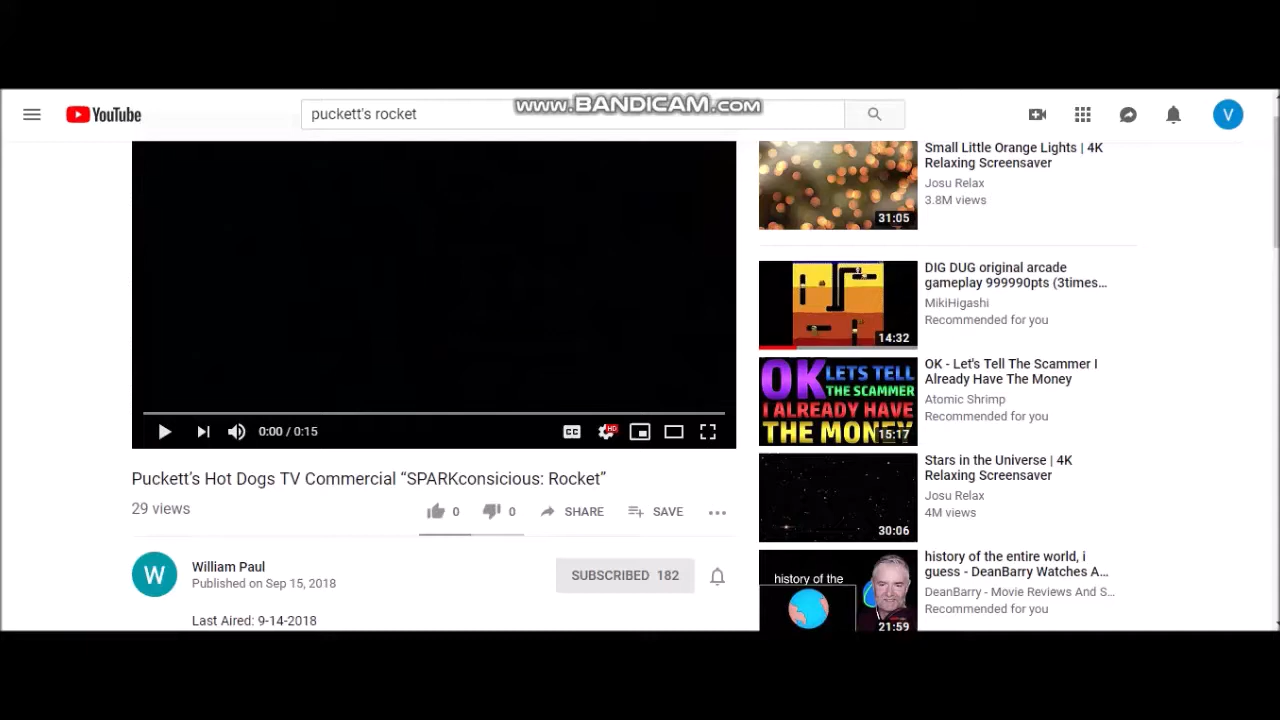 YouTube
puckett's rocket
www.BANDICAM.com
V
Small Little Orange Lights | 4K
Relaxing Screensaver
Josu Relax
3.8M views
31:05
DIG DUG original arcade
gameplay 999990pts (3times…
MikiHigashi
Recommended for you
14:32
OK LETS TELL
THE SCAMMER
I ALREADY HAVE
THE MONEY
15:17
OK - Let's Tell The Scammer I
Already Have The Money
Atomic Shrimp
Recommended for you
0:00 / 0:15
CC
HD
Puckett’s Hot Dogs TV Commercial “SPARKconsicious: Rocket”
29 views
0
0
SHARE
SAVE
Stars in the Universe | 4K
Relaxing Screensaver
Josu Relax
4M views
30:06
W
William Paul
Published on Sep 15, 2018
SUBSCRIBED 182
Last Aired: 9-14-2018
history of the
21:59
history of the entire world, i
guess - DeanBarry Watches A…
DeanBarry - Movie Reviews And S…
Recommended for you